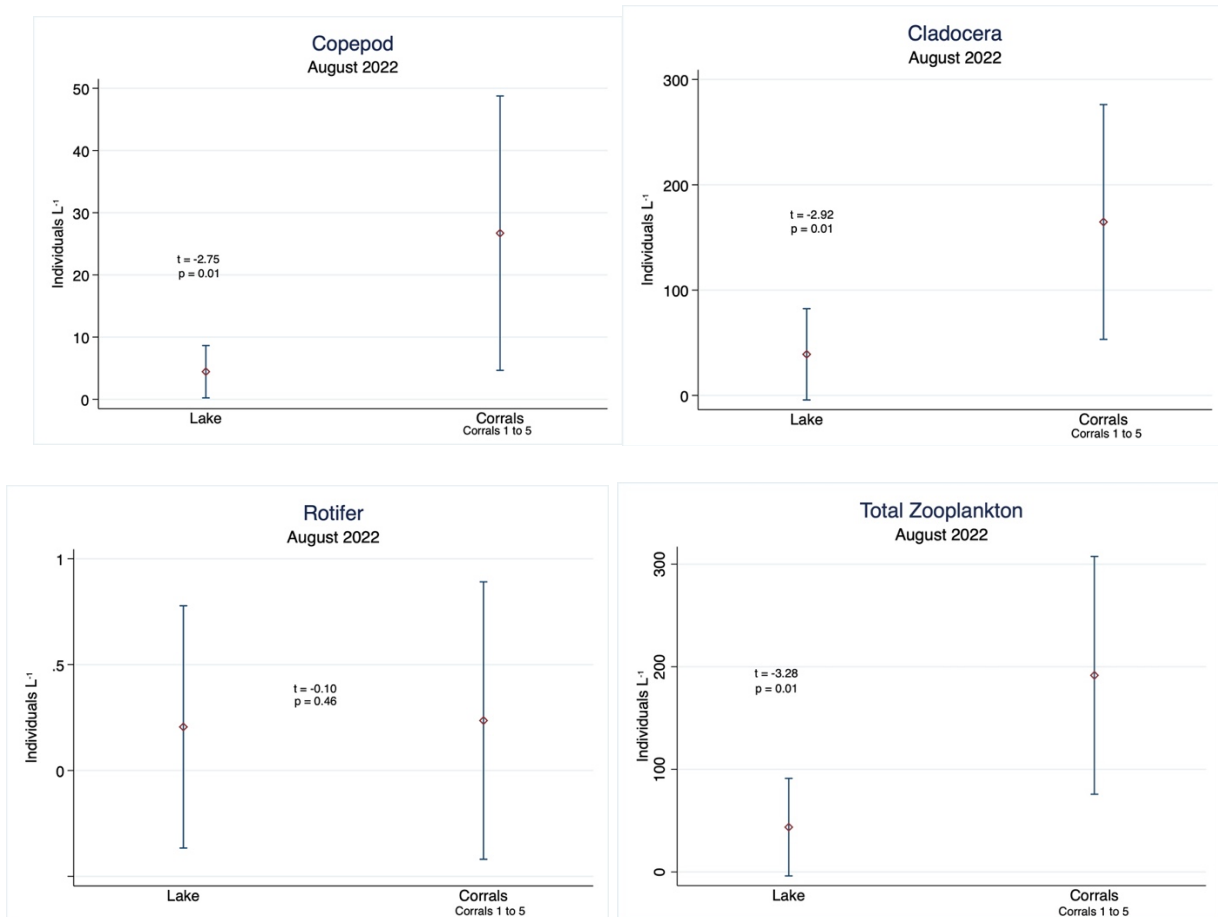 Copepod
August 2022
50
40
30
20
10
0
Individuals L⁻¹
t = -2.75
p = 0.01
Lake
Corrals
Corrals 1 to 5
Cladocera
August 2022
300
200
100
0
Individuals L⁻¹
t = -2.92
p = 0.01
Lake
Corrals
Corrals 1 to 5
Rotifer
August 2022
1
.5
0
Individuals L⁻¹
t = -0.10
p = 0.46
Lake
Corrals
Corrals 1 to 5
Total Zooplankton
August 2022
300
200
100
0
Individuals L⁻¹
t = -3.28
p = 0.01
Lake
Corrals
Corrals 1 to 5